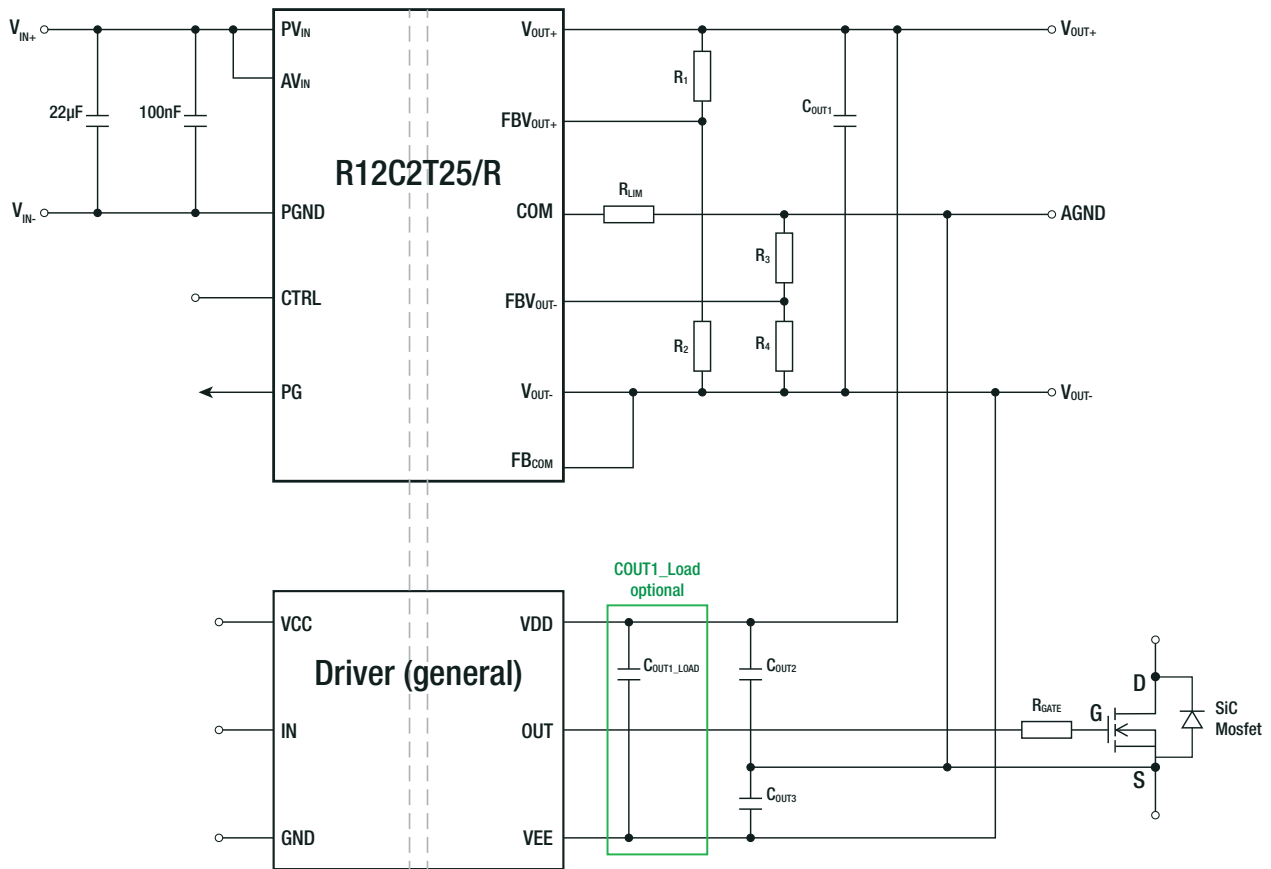 VIN+
22µF
100nF
VIN-
PVIN
AVIN
R12C2T25/R
PGND
CTRL
PG
VOUT+
FBVOUT+
COM
FBVOUT-
VOUT-
FBCOM
R1
COUT1
RLIM
R3
R2
R4
VOUT+
AGND
VOUT-
COUT1_Load
optional
VCC
VDD
Driver (general)
IN
OUT
GND
VEE
COUT1_LOAD
COUT2
COUT3
RGATE
D
G
S
SiC
Mosfet